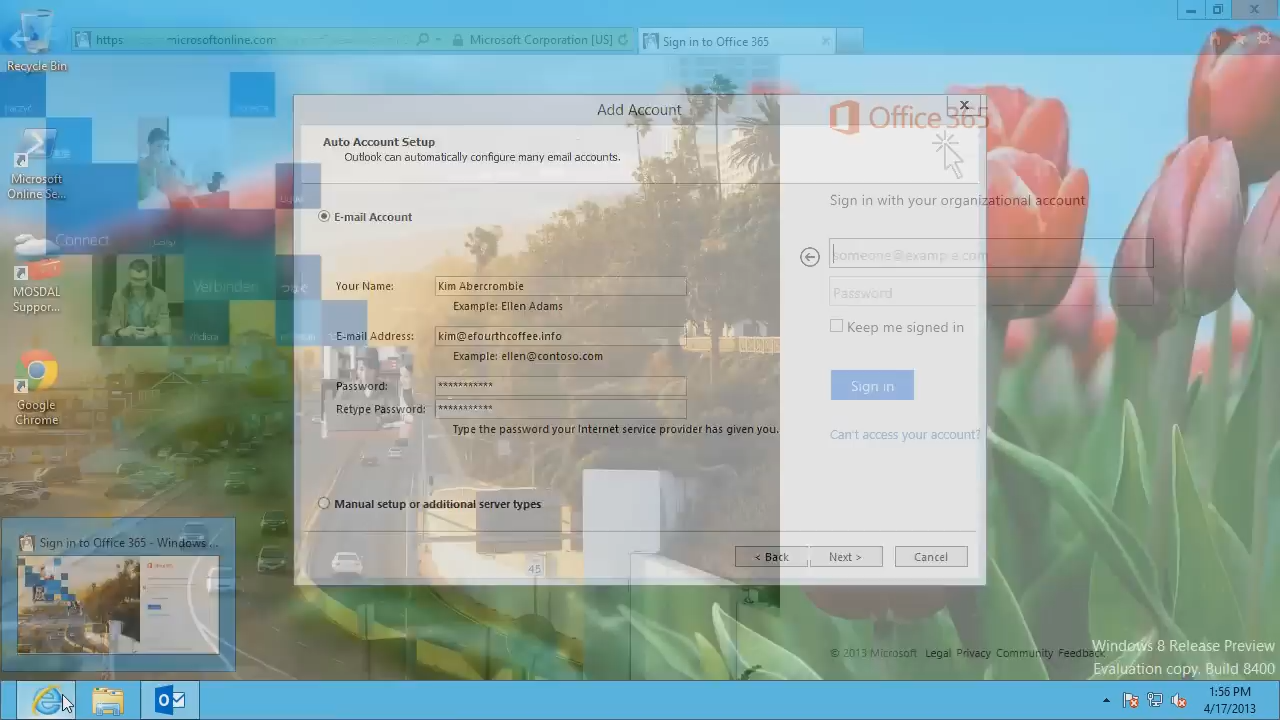 https
microsoftonline.com
Microsoft Corporation [US]
Sign in to Office 365
Recycle Bin
Add Account
Office 365
Auto Account Setup
Outlook can automatically configure many email accounts.
Microsoft
Online Se...
Sign in with your organizational account
E-mail Account
Connect
someone@example.com
MOSDAL
Suppor...
Verbinden
Your Name:
Kim Abercrombie
Example: Ellen Adams
Password
Keep me signed in
E-mail Address:
kim@efourthcoffee.info
Example: ellen@contoso.com
Google
Chrome
Password:
***********
Sign in
Retype Password:
***********
Type the password your Internet service provider has given you.
Can't access your account?
Manual setup or additional server types
Sign in to Office 365 - Windows ...
< Back
Next >
Cancel
45
© 2013 Microsoft Legal Privacy Community Feedback
Windows 8 Release Preview
Evaluation copy. Build 8400
1:56 PM
4/17/2013